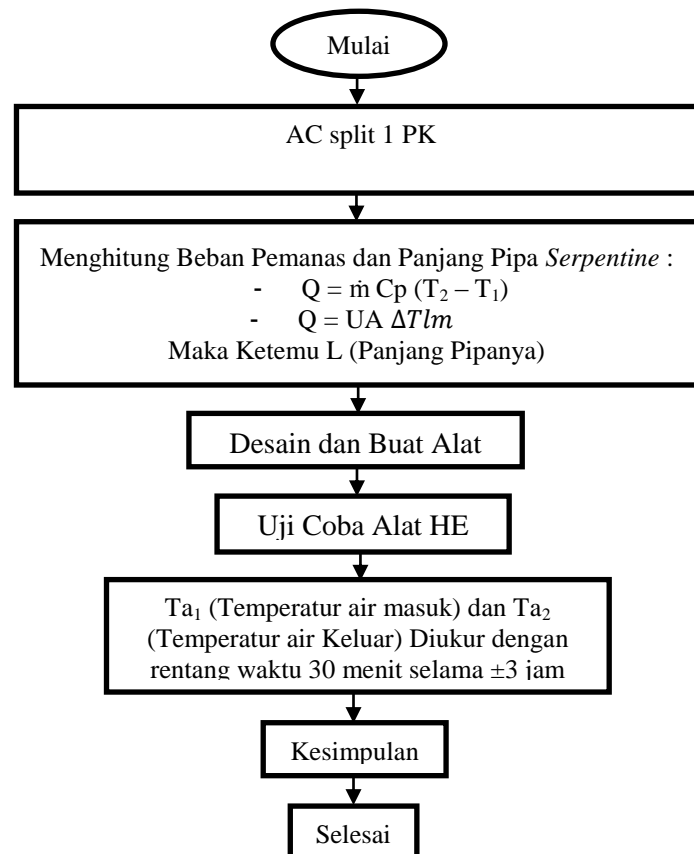 Mulai
AC split 1 PK
Menghitung Beban Pemanas dan Panjang Pipa Serpentine :
- Q = ṁ Cp (T₂ – T₁)
- Q = UA ΔTlm
Maka Ketemu L (Panjang Pipanya)
Desain dan Buat Alat
Uji Coba Alat HE
Ta₁ (Temperatur air masuk) dan Ta₂
(Temperatur air Keluar) Diukur dengan
rentang waktu 30 menit selama ±3 jam
Kesimpulan
Selesai